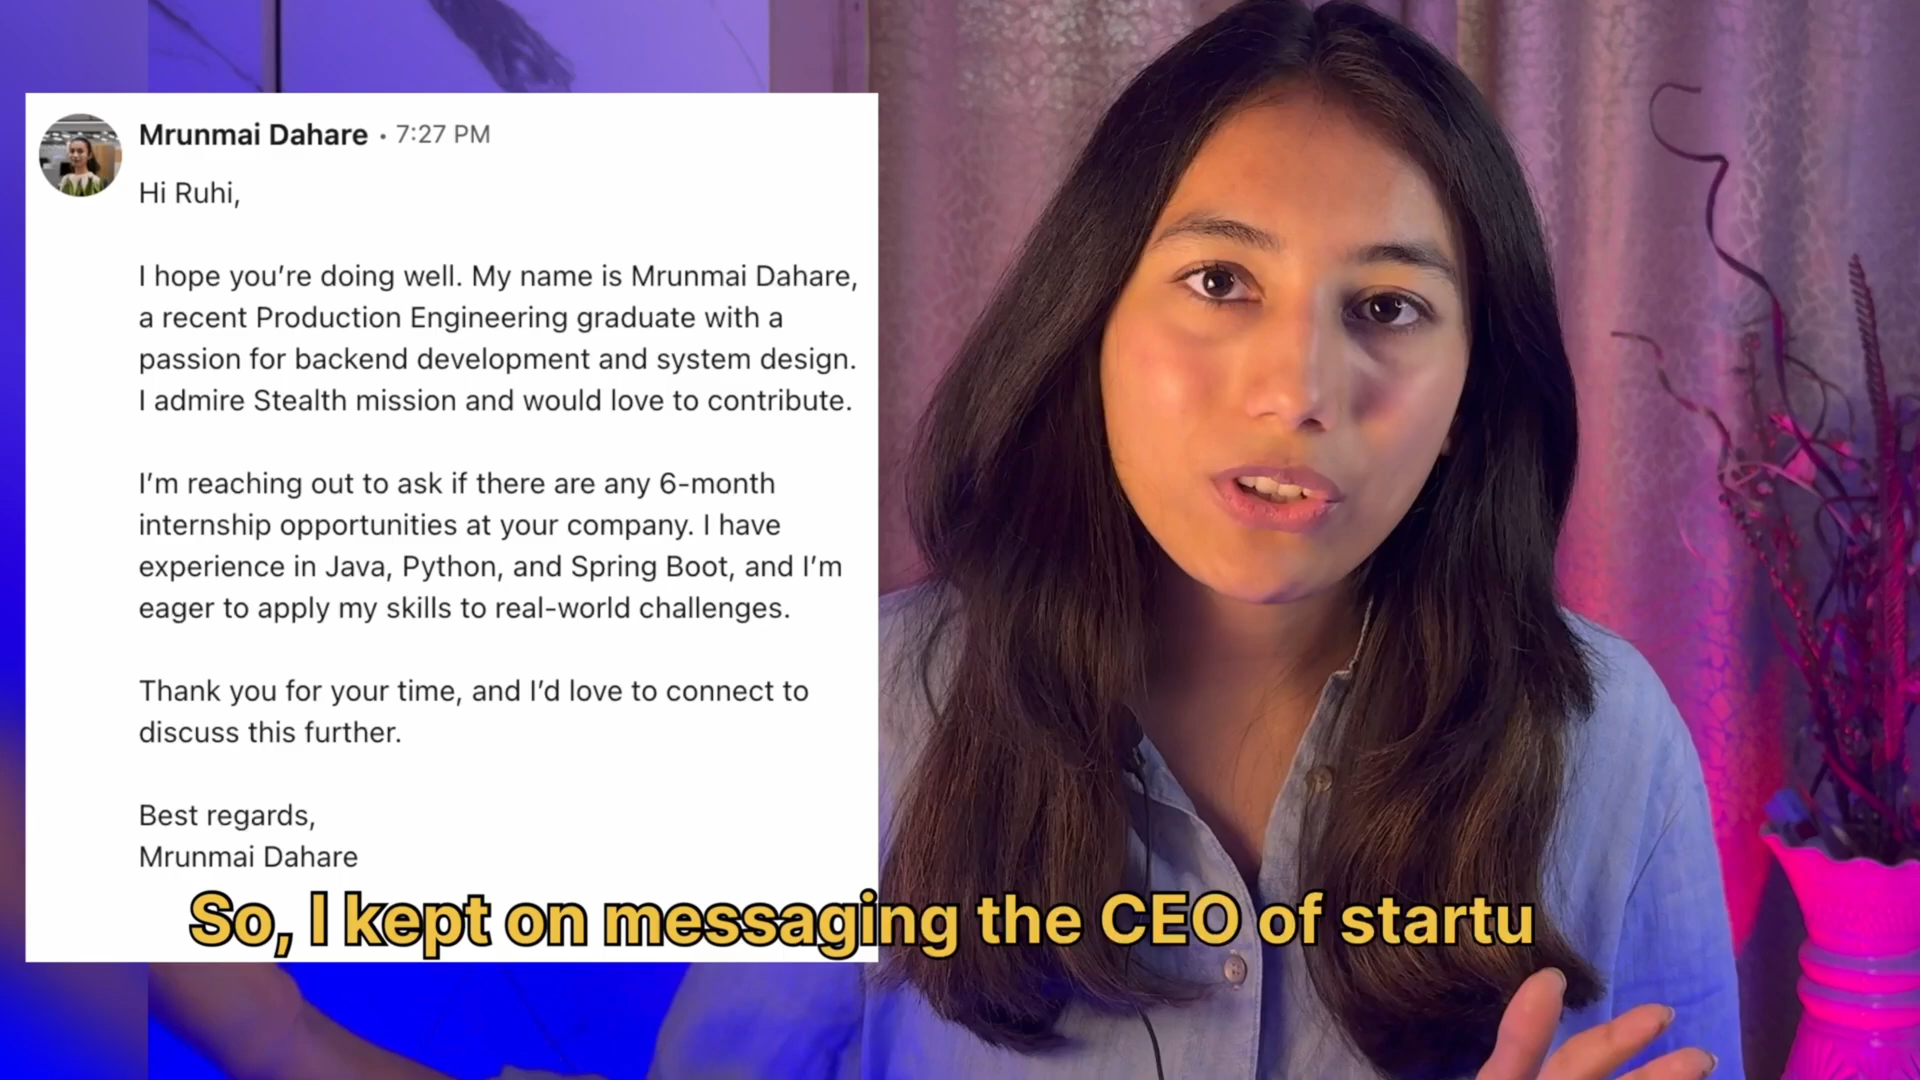 Mrunmai Dahare • 7:27 PM
Hi Ruhi,
I hope you’re doing well. My name is Mrunmai Dahare,
a recent Production Engineering graduate with a
passion for backend development and system design.
I admire Stealth mission and would love to contribute.
I’m reaching out to ask if there are any 6-month
internship opportunities at your company. I have
experience in Java, Python, and Spring Boot, and I’m
eager to apply my skills to real-world challenges.
Thank you for your time, and I’d love to connect to
discuss this further.
Best regards,
Mrunmai Dahare
So, I kept on messaging the CEO of startu